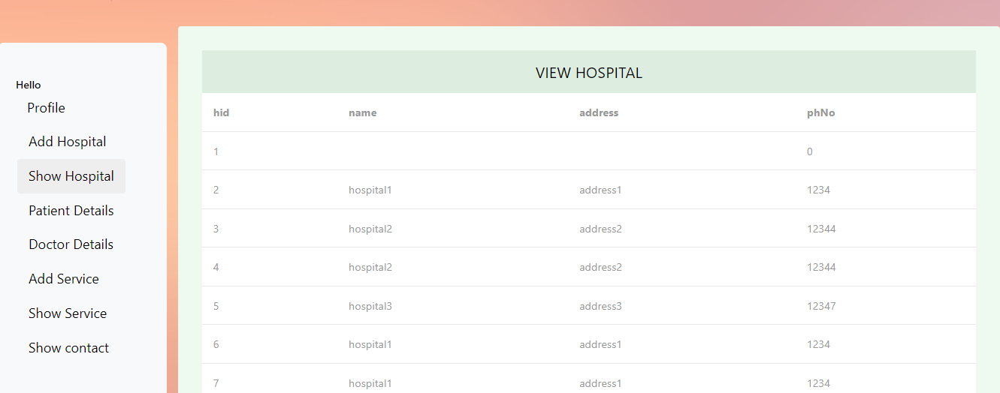 Hello
Profile
Add Hospital
Show Hospital
Patient Details
Doctor Details
Add Service
Show Service
Show contact
VIEW HOSPITAL
hid name address phNo
1 0
2 hospital1 address1 1234
3 hospital2 address2 12344
4 hospital2 address2 12344
5 hospital3 address3 12347
6 hospital1 address1 1234
7 hospital1 address1 1234